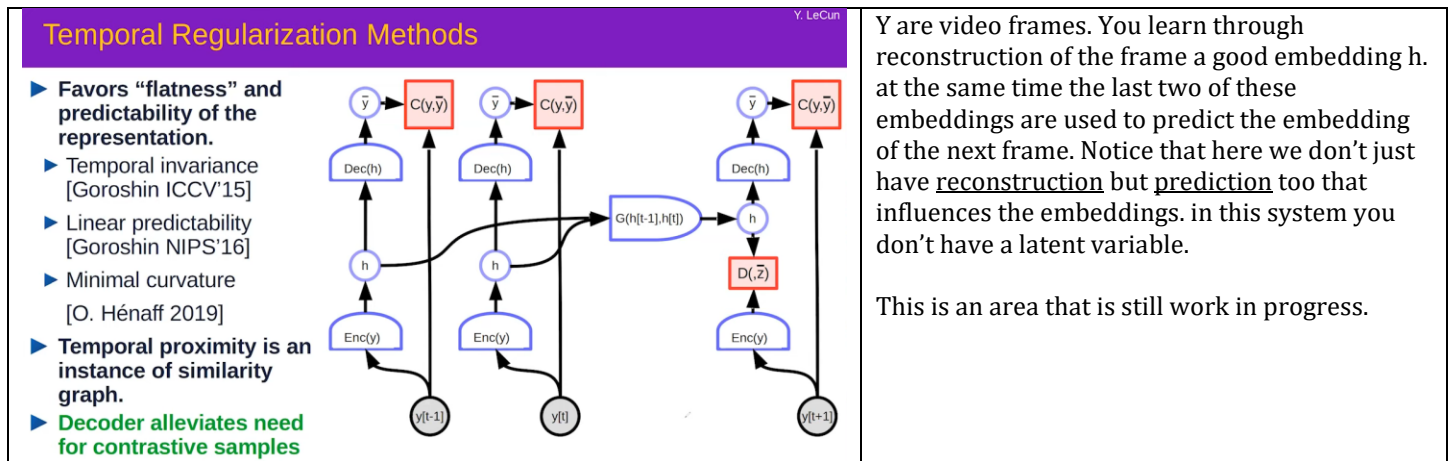 Y. LeCun
Temporal Regularization Methods
Favors “flatness” and
predictability of the
representation.
Temporal invariance
[Goroshin ICCV’15]
Linear predictability
[Goroshin NIPS’16]
Minimal curvature
[O. Hénaff 2019]
Temporal proximity is an
instance of similarity
graph.
Decoder alleviates need
for contrastive samples
ȳ C(y,ȳ) ȳ C(y,ȳ) ȳ C(y,ȳ)
Dec(h) Dec(h) Dec(h)
G(h[t-1],h[t]) h
h h
D(,z̄)
Enc(y) Enc(y) Enc(y)
y[t-1] y[t] y[t+1]
Y are video frames. You learn through
reconstruction of the frame a good embedding h.
at the same time the last two of these
embeddings are used to predict the embedding
of the next frame. Notice that here we don’t just
have reconstruction but prediction too that
influences the embeddings. in this system you
don’t have a latent variable.
This is an area that is still work in progress.